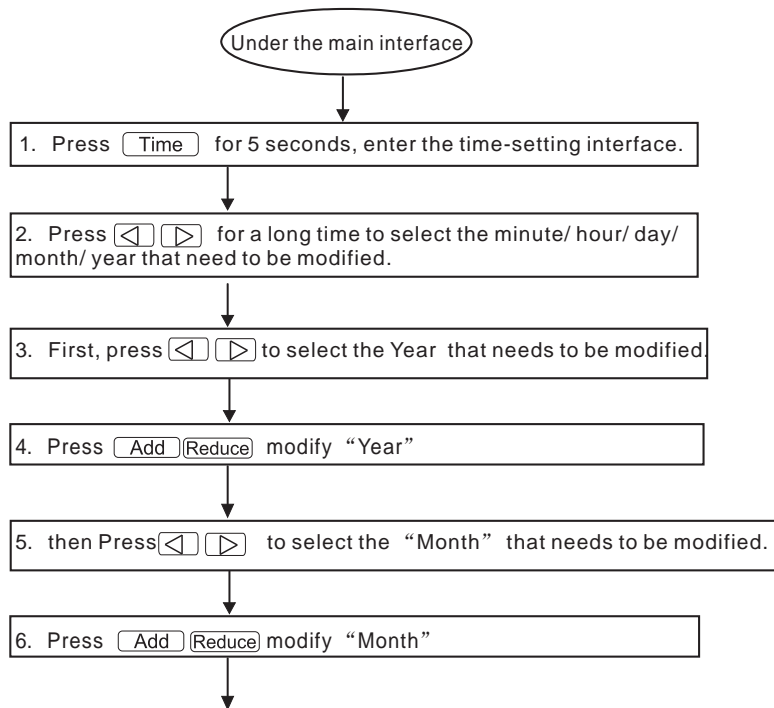 Under the main interface
1. Press Time for 5 seconds, enter the time-setting interface.
2. Press for a long time to select the minute/ hour/ day/
month/ year that need to be modified.
3. First, press to select the Year that needs to be modified.
4. Press Add Reduce modify “Year”
5. then Press to select the “Month” that needs to be modified.
6. Press Add Reduce modify “Month”